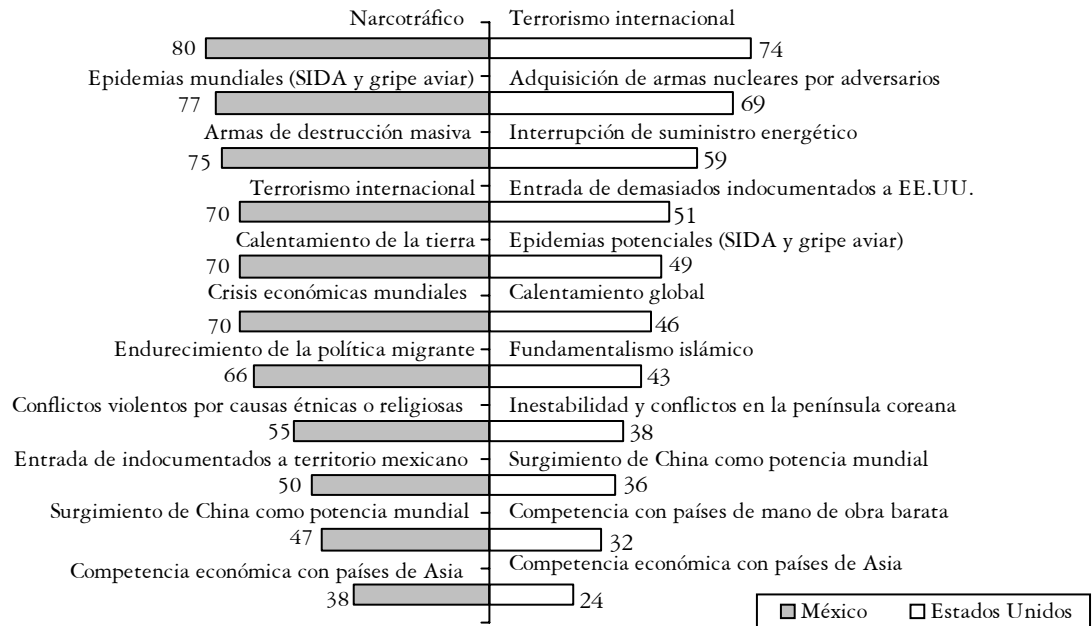 Narcotráfico Terrorismo internacional
80 74
Epidemias mundiales (SIDA y gripe aviar) Adquisición de armas nucleares por adversarios
77 69
Armas de destrucción masiva Interrupción de suministro energético
75 59
Terrorismo internacional Entrada de demasiados indocumentados a EE.UU.
70 51
Calentamiento de la tierra Epidemias potenciales (SIDA y gripe aviar)
70 49
Crisis económicas mundiales Calentamiento global
70 46
Endurecimiento de la política migrante Fundamentalismo islámico
66 43
Conflictos violentos por causas étnicas o religiosas Inestabilidad y conflictos en la península coreana
55 38
Entrada de indocumentados a territorio mexicano Surgimiento de China como potencia mundial
50 36
Surgimiento de China como potencia mundial Competencia con países de mano de obra barata
47 32
Competencia económica con países de Asia Competencia económica con países de Asia
38 24
México Estados Unidos